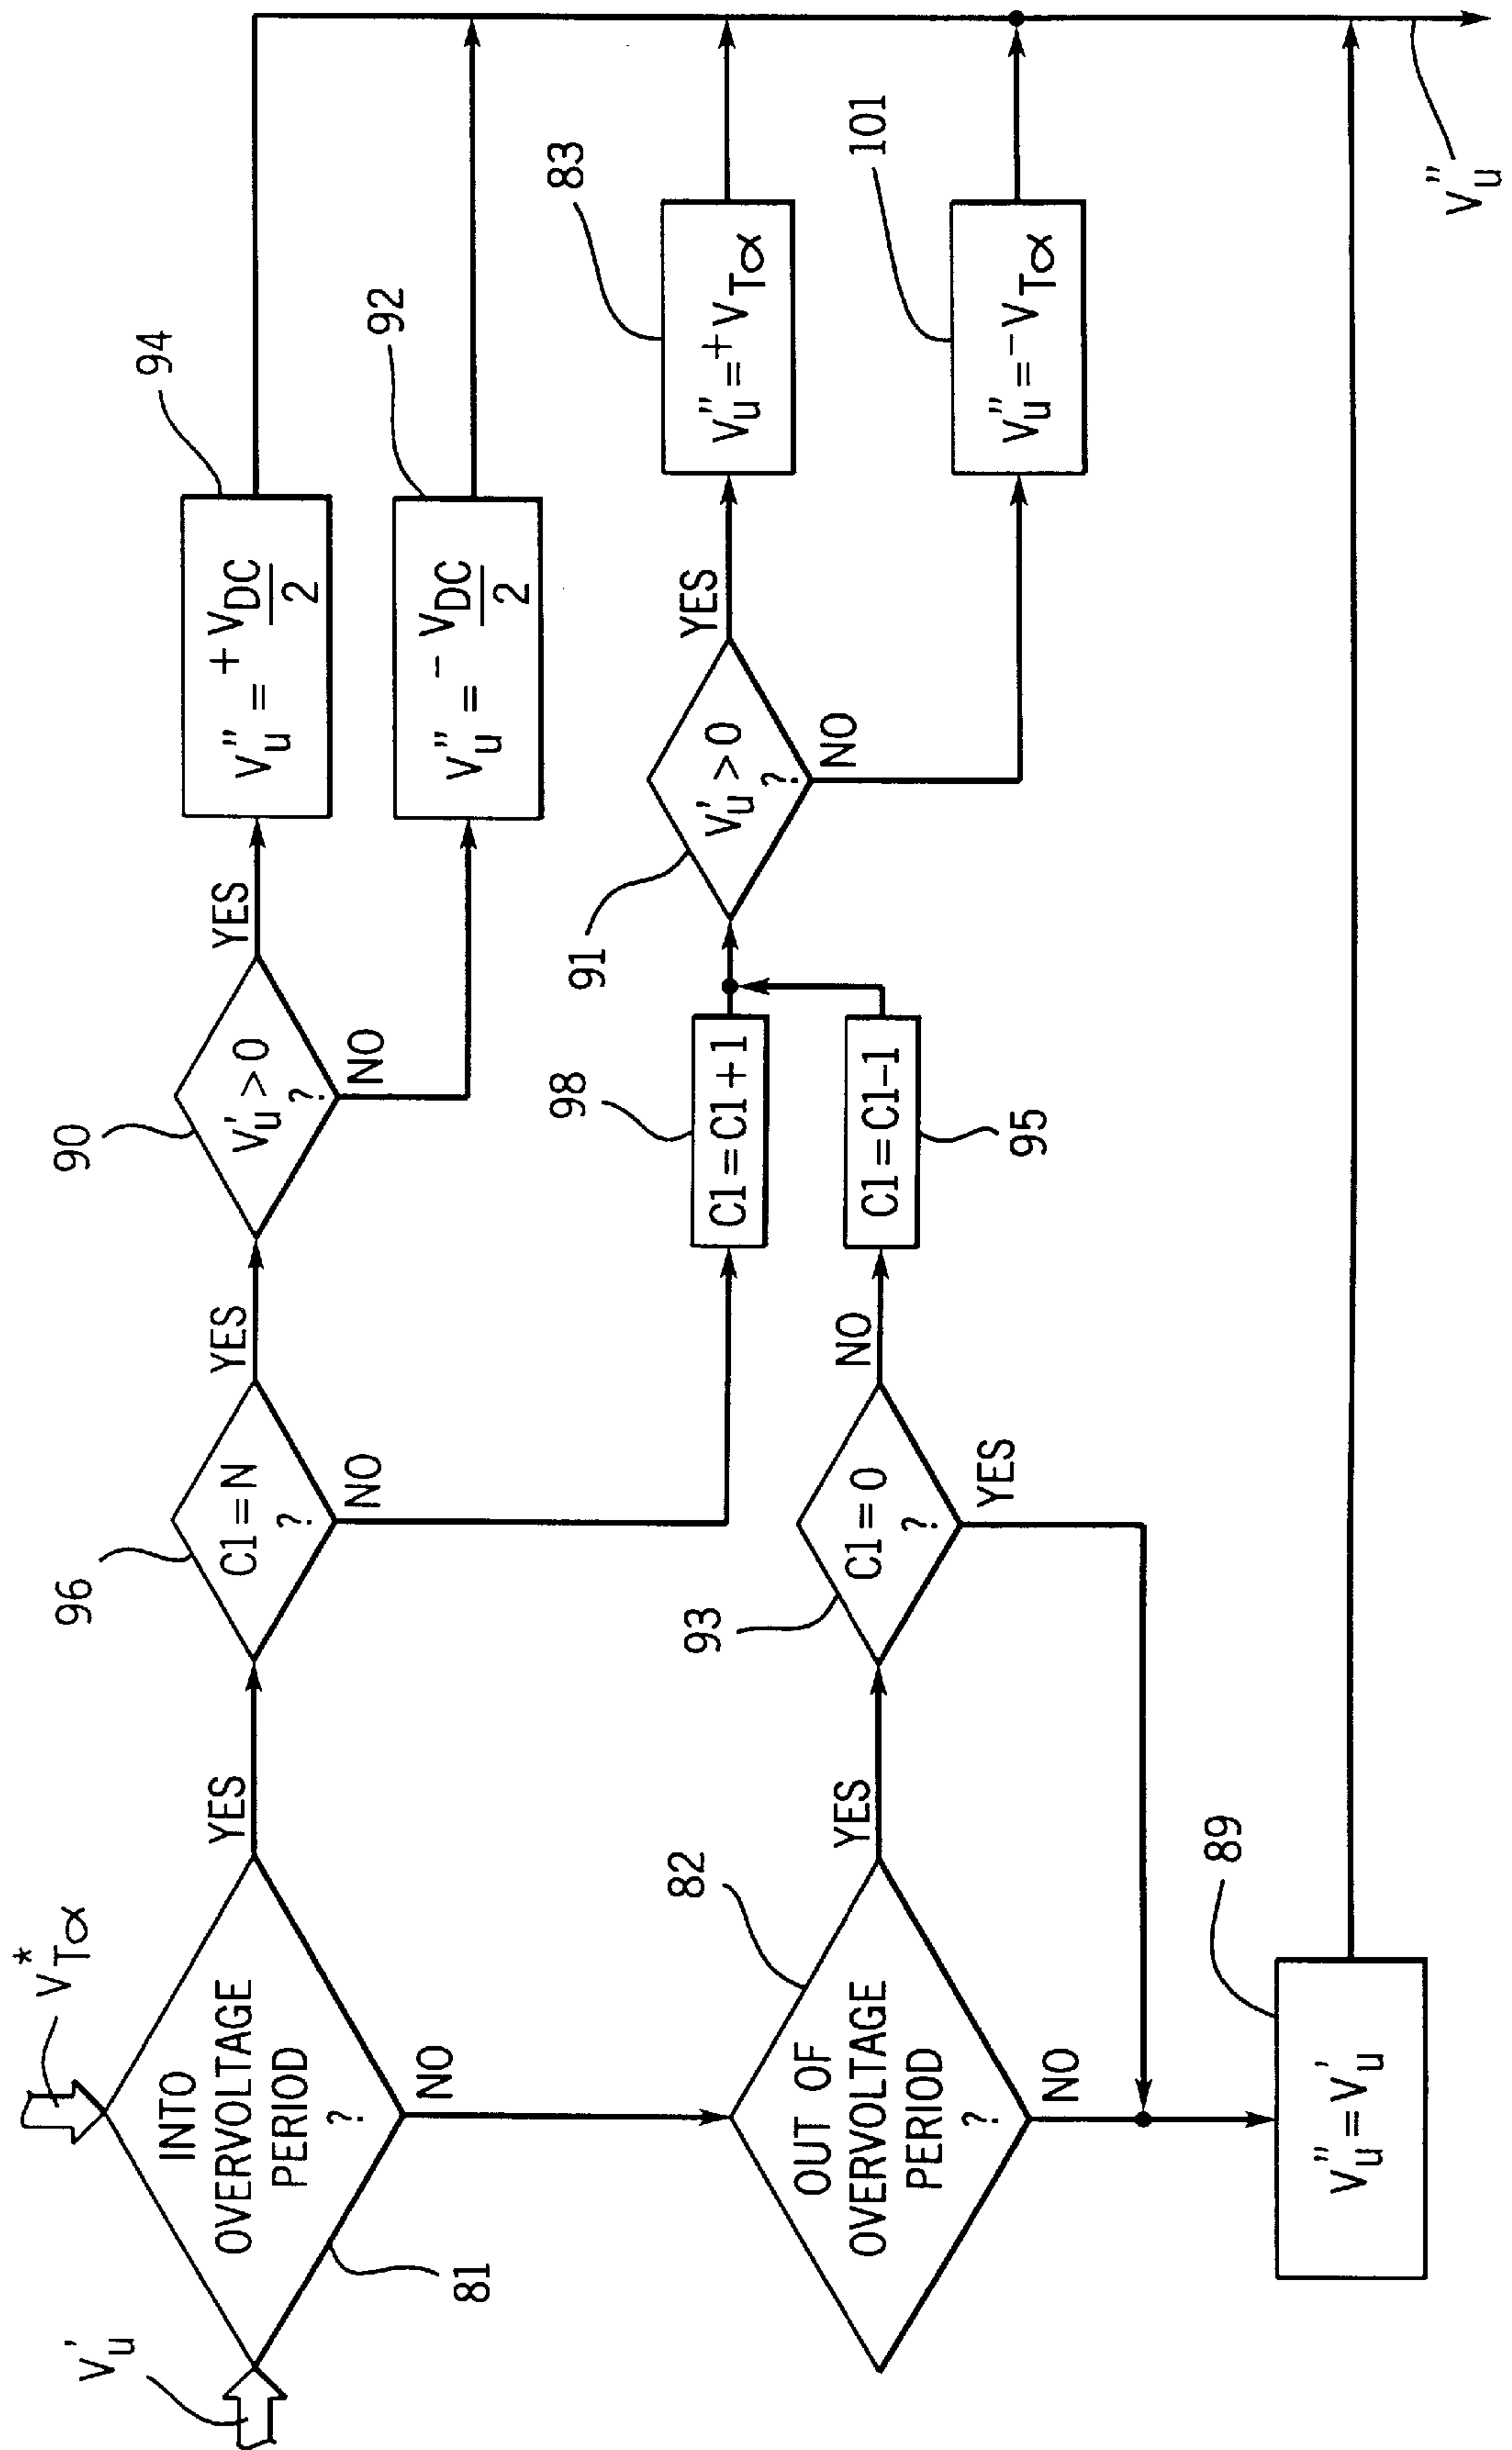 V'u
V*Tα
INTO
OVERVOLTAGE
PERIOD
?
81
YES
NO
96
C1=N
?
YES
NO
90
V'u>0
?
YES
NO
94
V''u=+VDC/2
92
V''u=-VDC/2
82
OUT OF
OVERVOLTAGE
PERIOD
?
YES
NO
93
C1=0
?
NO
YES
98
C1=C1+1
95
C1=C1-1
91
V'u>0
?
YES
NO
83
V''u=+VTα
101
V''u=-VTα
89
V''u=V'u
V''u